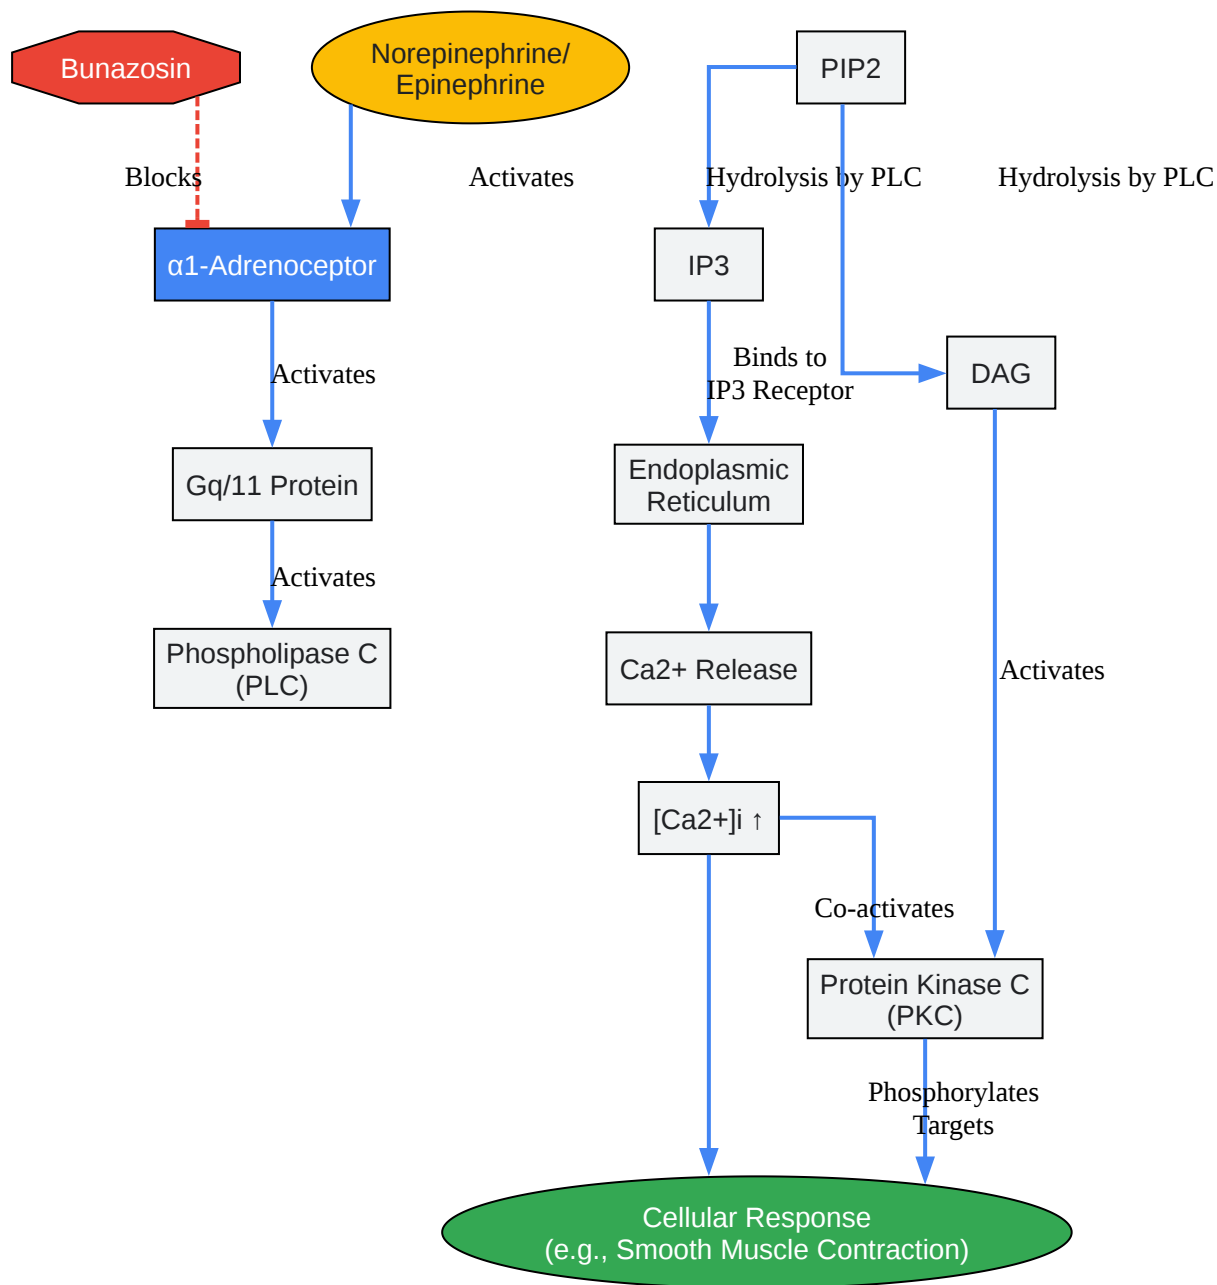 Bunazosin
Norepinephrine/
Epinephrine
PIP2
Blocks
Activates
Hydrolysis by PLC
Hydrolysis by PLC
α1-Adrenoceptor
IP3
Activates
Binds to
IP3 Receptor
DAG
Gq/11 Protein
Endoplasmic
Reticulum
Activates
Phospholipase C
(PLC)
Ca2+ Release
Activates
[Ca2+]i ↑
Co-activates
Protein Kinase C
(PKC)
Phosphorylates
Targets
Cellular Response
(e.g., Smooth Muscle Contraction)